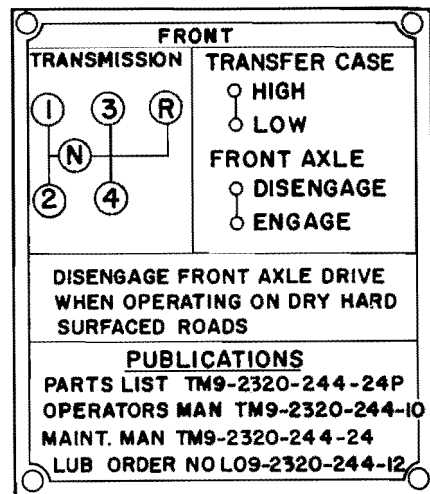 FRONT
TRANSMISSION
1 3 R
N
2 4
TRANSFER CASE
HIGH
LOW
FRONT AXLE
DISENGAGE
ENGAGE
DISENGAGE FRONT AXLE DRIVE
WHEN OPERATING ON DRY HARD
SURFACED ROADS
PUBLICATIONS
PARTS LIST TM9-2320-244-24P
OPERATORS MAN TM9-2320-244-10
MAINT. MAN TM9-2320-244-24
LUB ORDER NO LO9-2320-244-12